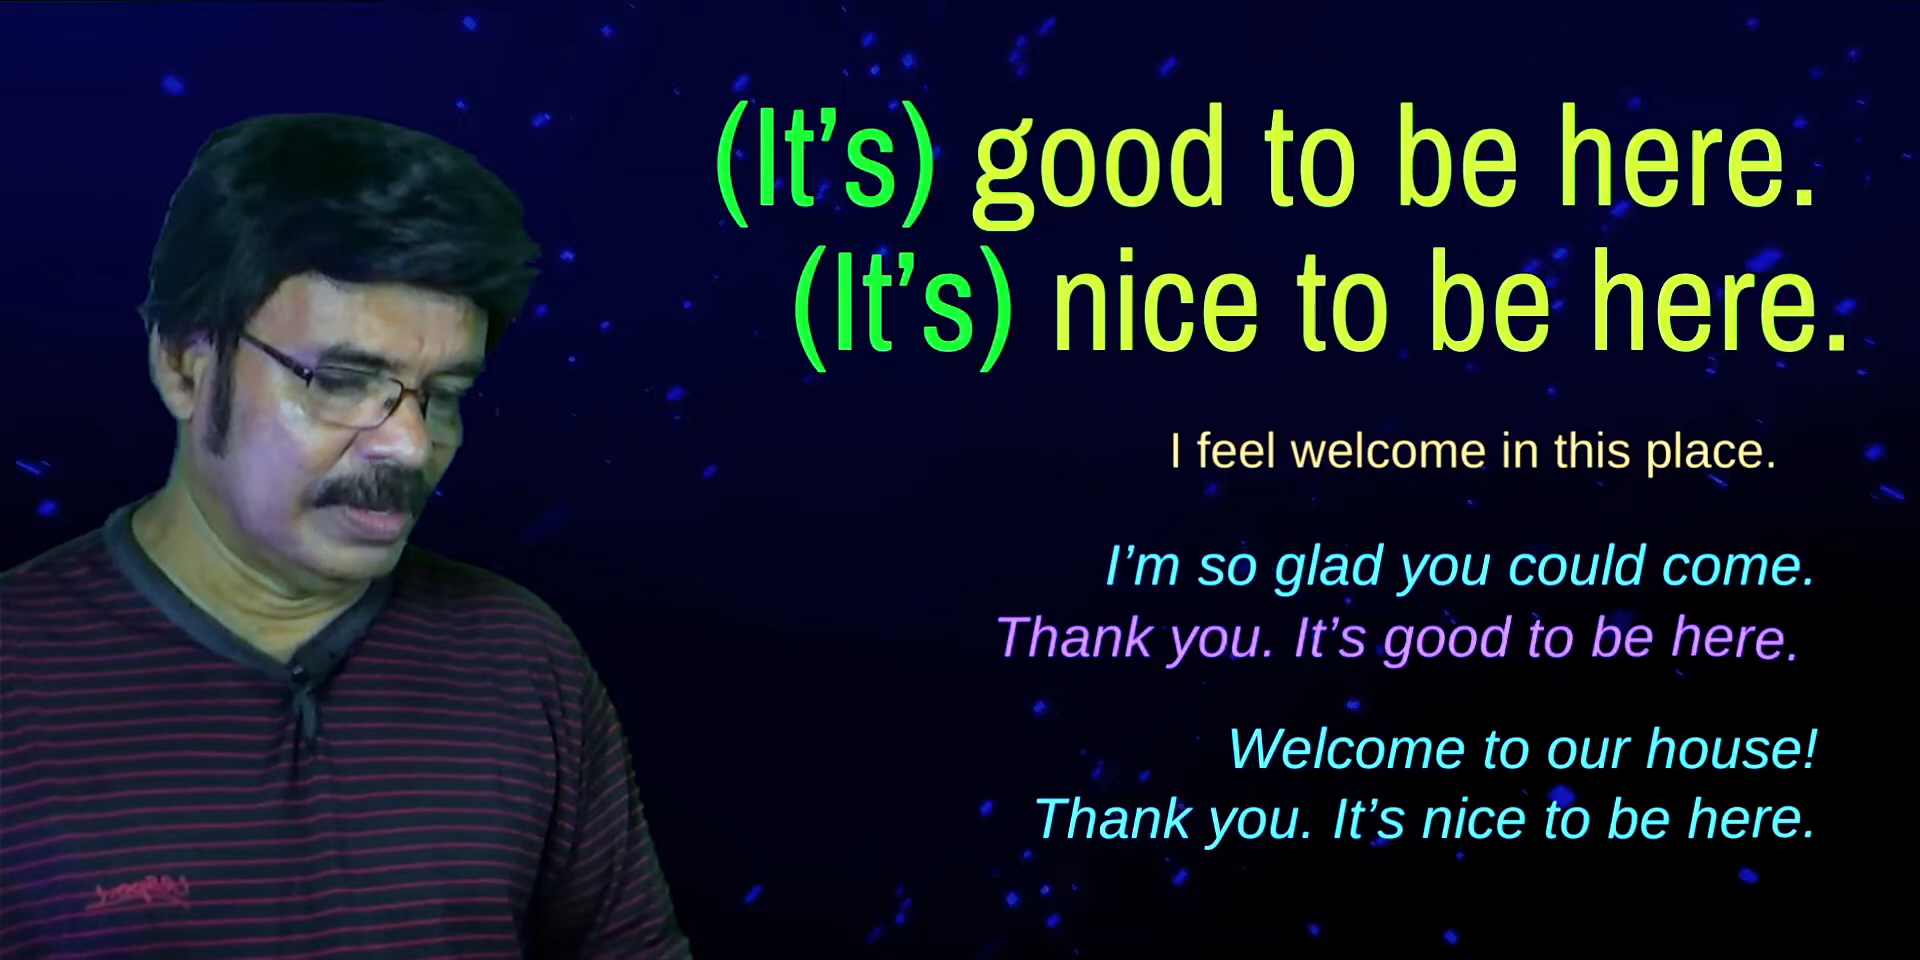 (It’s) good to be here.
(It’s) nice to be here.
I feel welcome in this place.
I’m so glad you could come.
Thank you. It’s good to be here.
Welcome to our house!
Thank you. It’s nice to be here.